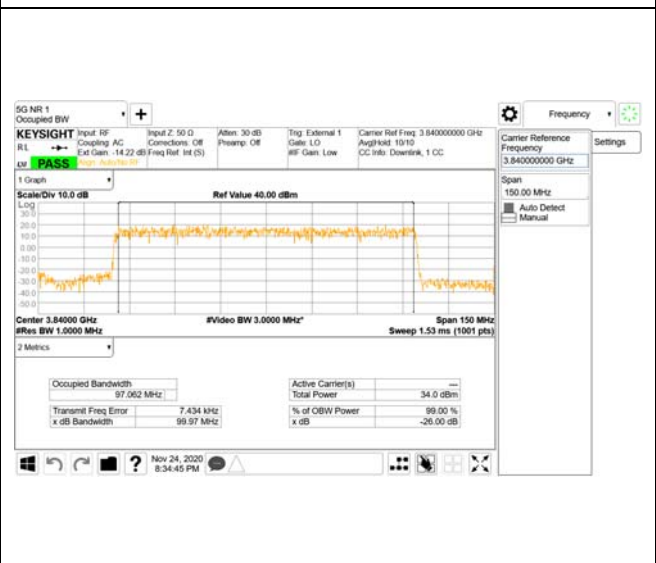 5G NR 1
Occupied BW
Frequency
KEYSIGHT
RL
LV
PASS
Input: RF
Coupling: AC
Ext Gain: -14.22 dB
Align: Auto/No RF
Input Z: 50 Ω
Corrections: Off
Freq Ref: Int (S)
Atten: 30 dB
Preamp: Off
Trig: External 1
Gate: LO
#IF Gain: Low
Carrier Ref Freq: 3.840000000 GHz
Avg|Hold: 10/10
CC Info: Downlink, 1 CC
Carrier Reference
Frequency
3.840000000 GHz
Settings
Span
150.00 MHz
Auto Detect
Manual
1 Graph
Scale/Div 10.0 dB
Ref Value 40.00 dBm
Log
30.0
20.0
10.0
0.00
-10.0
-20.0
-30.0
-40.0
-50.0
Center 3.84000 GHz
#Video BW 3.0000 MHz*
Span 150 MHz
#Res BW 1.0000 MHz
Sweep 1.53 ms (1001 pts)
2 Metrics
Occupied Bandwidth
97.062 MHz
Active Carrier(s)
—
Total Power
34.0 dBm
Transmit Freq Error
7.434 kHz
% of OBW Power
99.00 %
x dB Bandwidth
99.97 MHz
x dB
-26.00 dB
?
Nov 24, 2020
8:34:45 PM